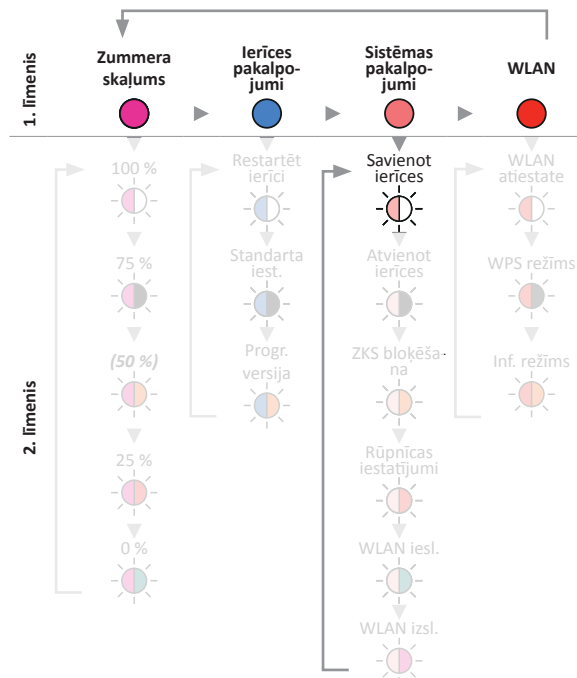 1. līmenis
Zummera
skaļums
Ierīces
pakalpo-
jumi
Sistēmas
pakalpo-
jumi
WLAN
2. līmenis
100 %
75 %
(50 %)
25 %
0 %
Restartēt
ierīci
Standarta
iest.
Progr.
versija
Savienot
ierīces
Atvienot
ierīces
ZKS bloķēša-
na
Rūpnīcas
iestatījumi
WLAN iesl.
WLAN izsl.
WLAN
atiestate
WPS režīms
Inf. režīms